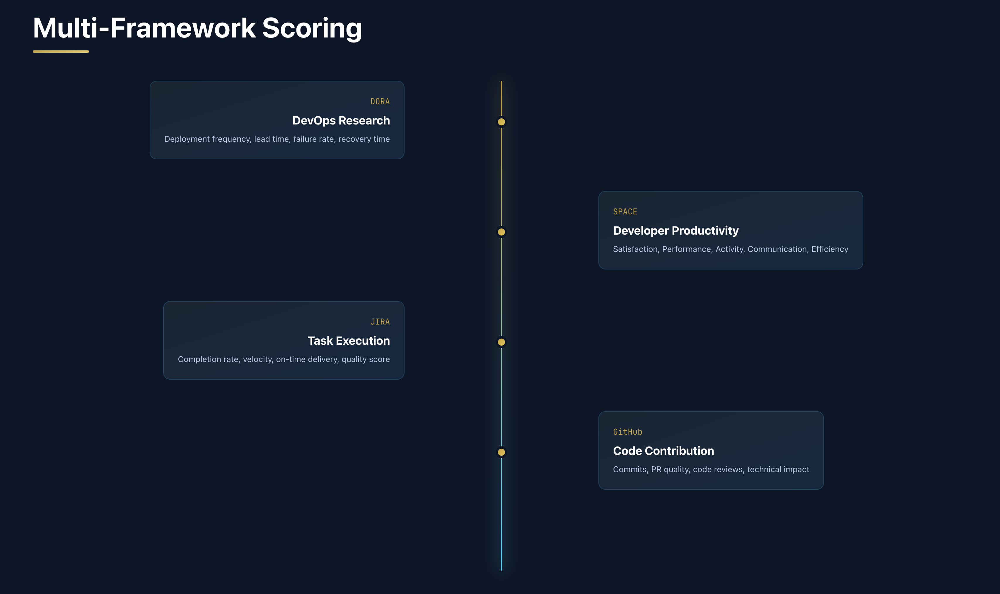 Multi-Framework Scoring
DORA
DevOps Research
Deployment frequency, lead time, failure rate, recovery time
SPACE
Developer Productivity
Satisfaction, Performance, Activity, Communication, Efficiency
JIRA
Task Execution
Completion rate, velocity, on-time delivery, quality score
GitHub
Code Contribution
Commits, PR quality, code reviews, technical impact